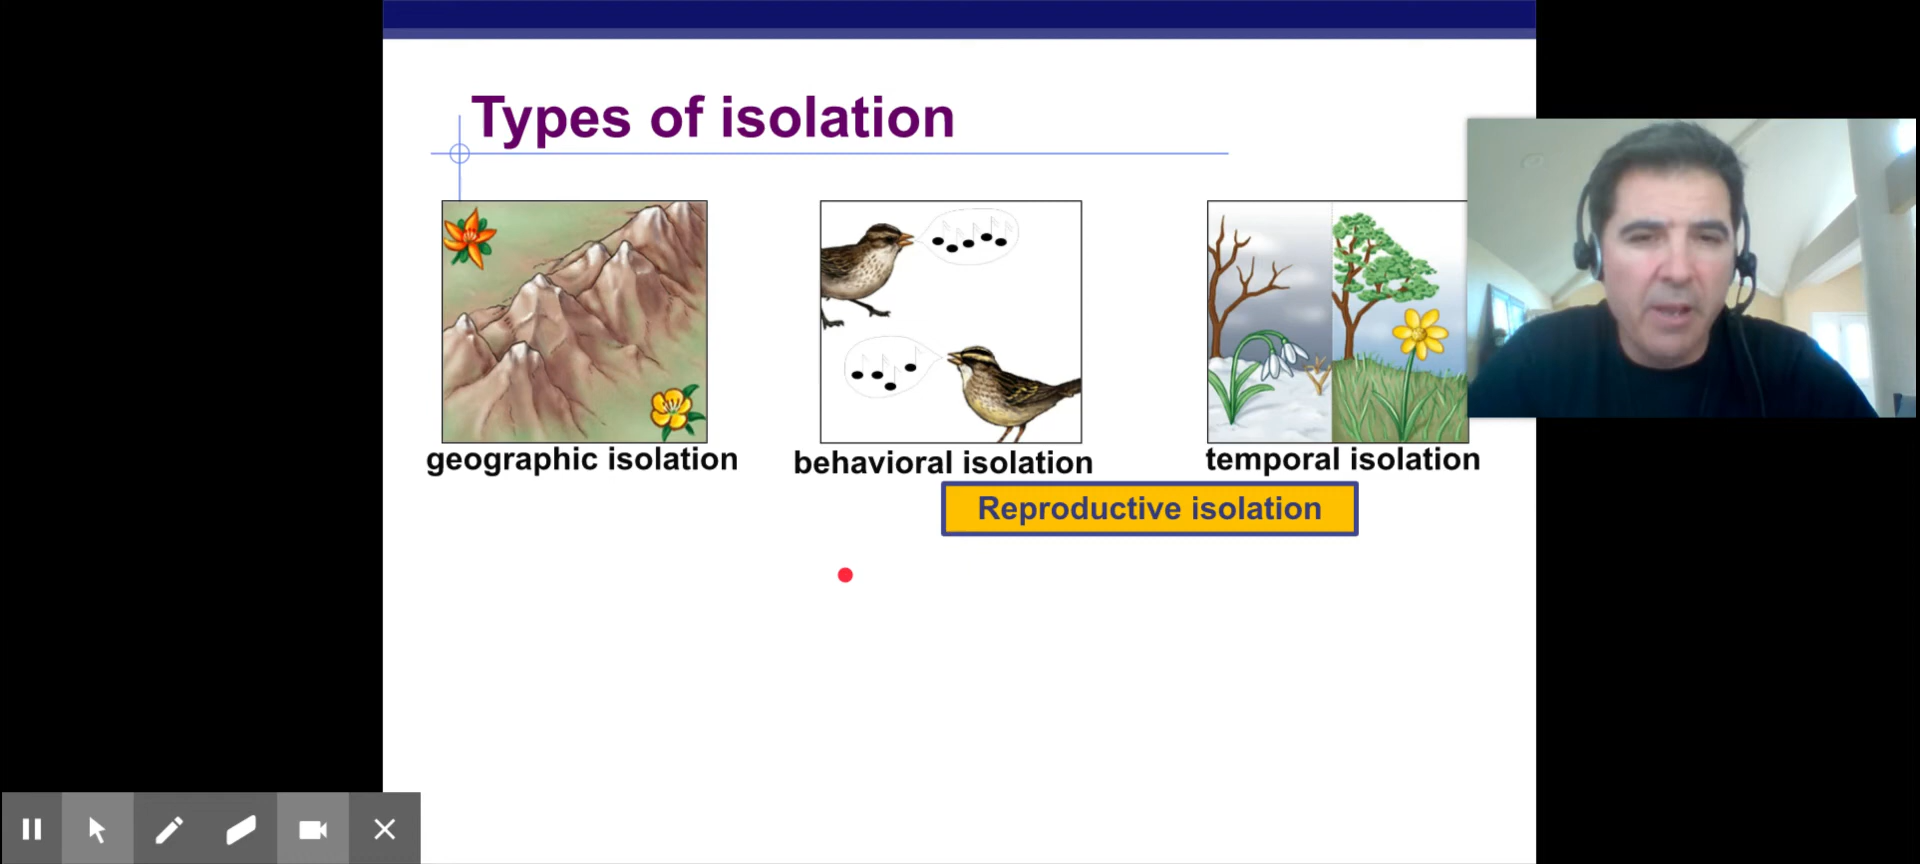 Types of isolation
geographic isolation
behavioral isolation
temporal isolation
Reproductive isolation